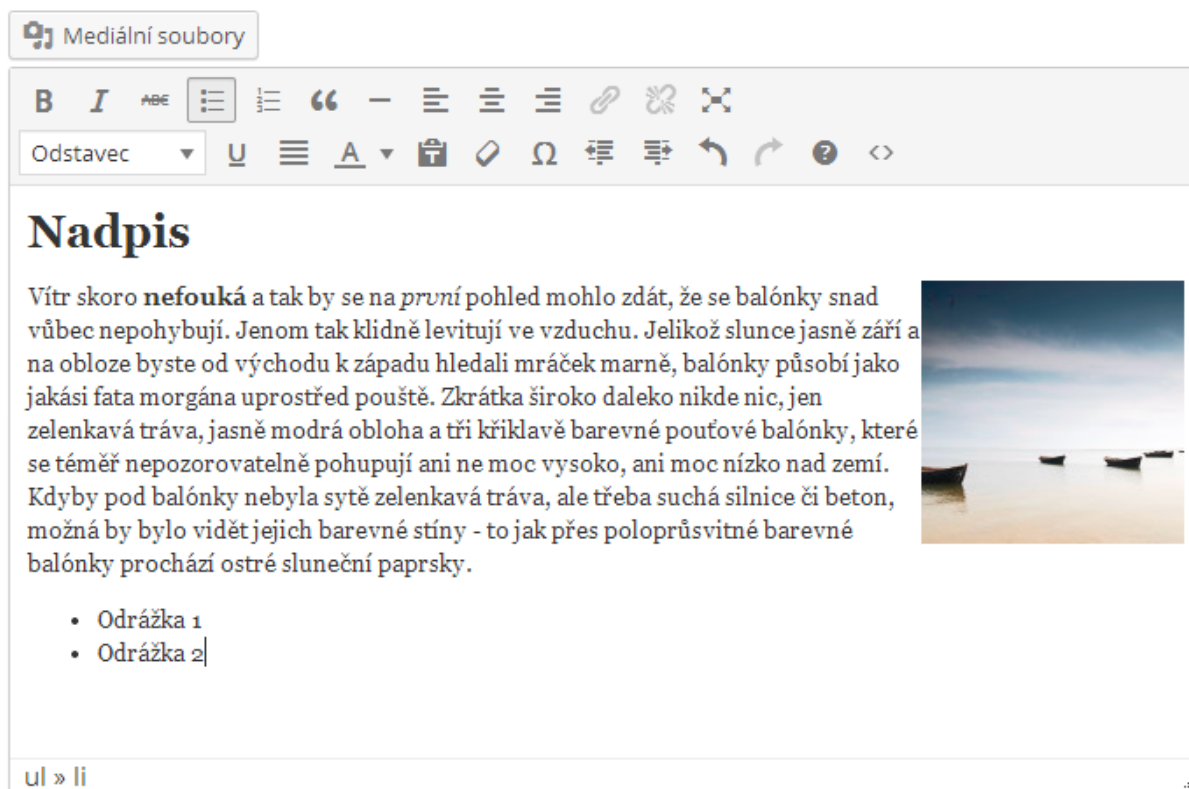 Mediální soubory
B I ABC
Odstavec U A T Ω ?
Nadpis
Vítr skoro nefouká a tak by se na první pohled mohlo zdát, že se balónky snad
vůbec nepohybují. Jenom tak klidně levitují ve vzduchu. Jelikož slunce jasně září a
na obloze byste od východu k západu hledali mráček marně, balónky působí jako
jakási fata morgána uprostřed pouště. Zkrátka široko daleko nikde nic, jen
zelenkavá tráva, jasně modrá obloha a tři křiklavě barevné pouťové balónky, které
se téměř nepozorovatelně pohupují ani ne moc vysoko, ani moc nízko nad zemí.
Kdyby pod balónky nebyla sytě zelenkavá tráva, ale třeba suchá silnice či beton,
možná by bylo vidět jejich barevné stíny - to jak přes poloprůsvitné barevné
balónky prochází ostré sluneční paprsky.
• Odrážka 1
• Odrážka 2
ul » li